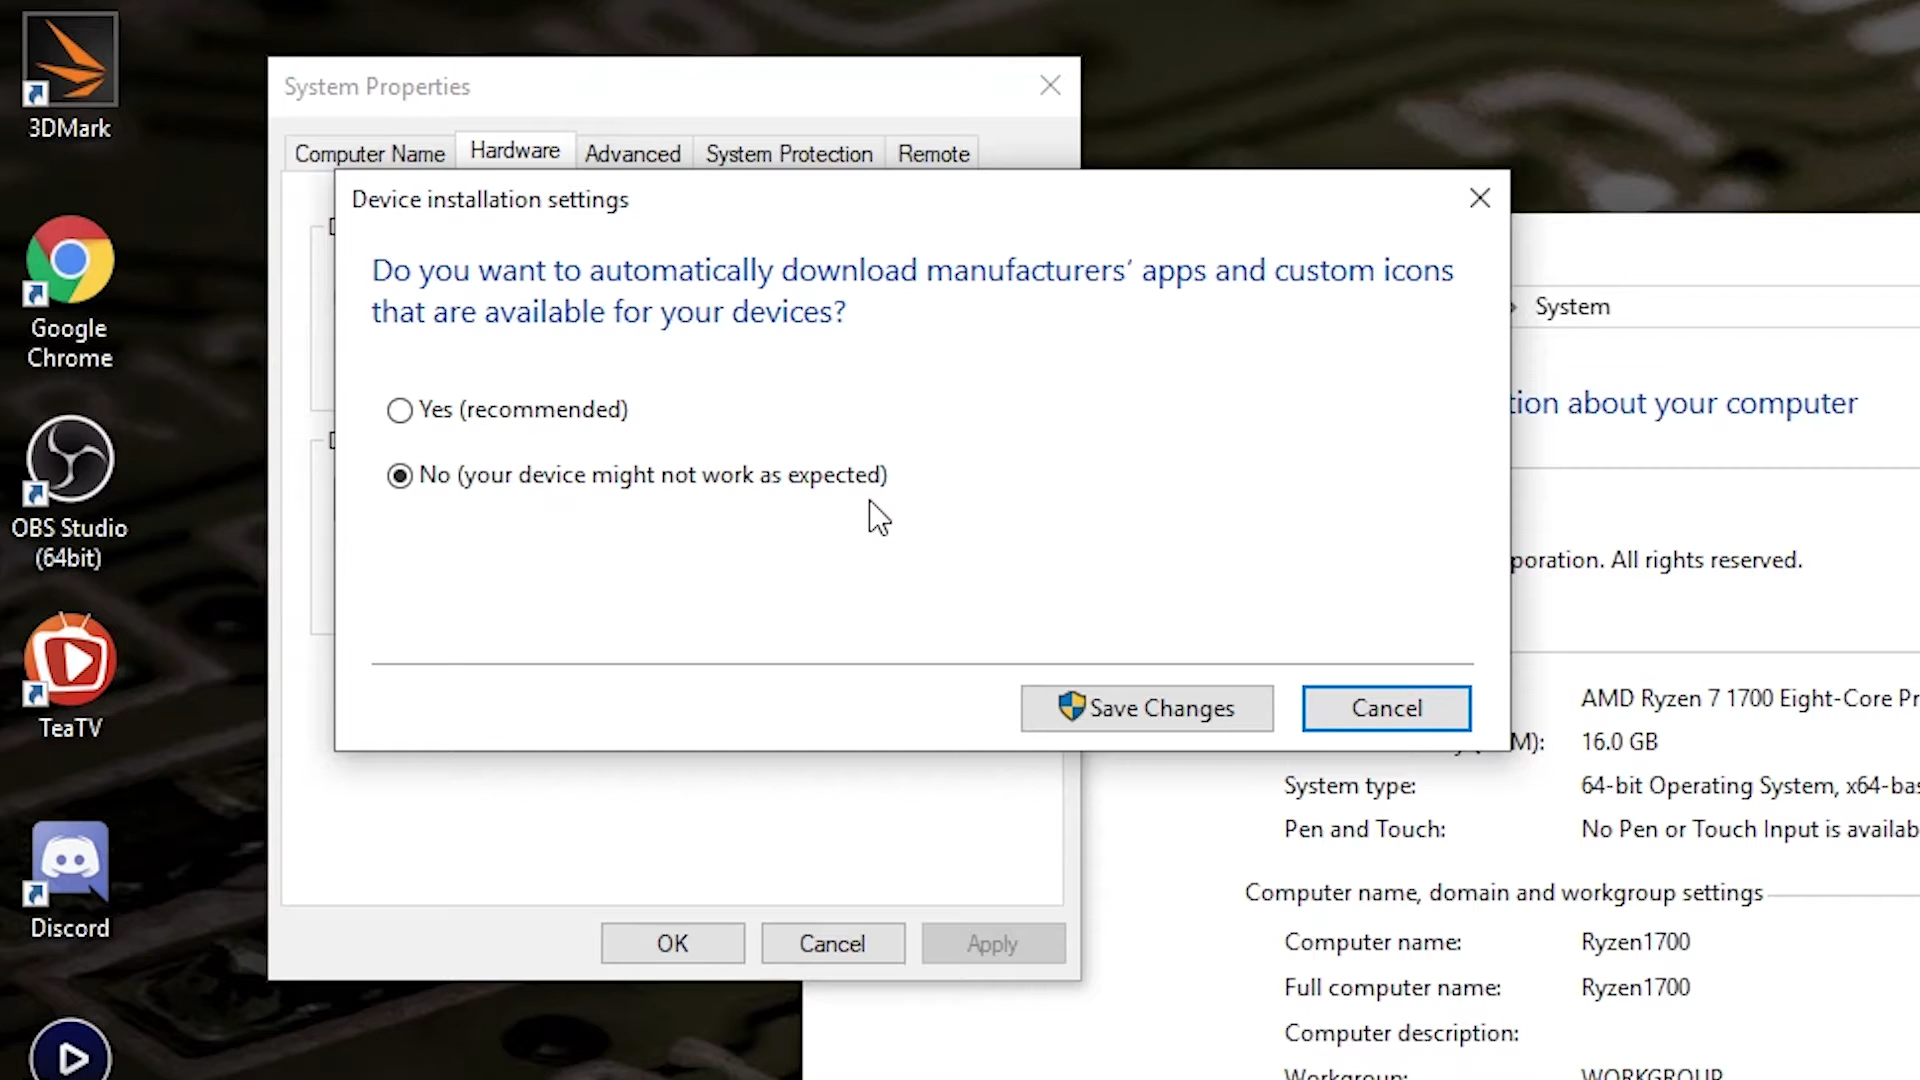 3DMark
Google
Chrome
OBS Studio
(64bit)
TeaTV
Discord
System Properties
Computer Name Hardware Advanced System Protection Remote
Device installation settings
Do you want to automatically download manufacturers’ apps and custom icons
that are available for your devices?
Yes (recommended)
No (your device might not work as expected)
Save Changes Cancel
OK Cancel Apply
System
tion about your computer
poration. All rights reserved.
AMD Ryzen 7 1700 Eight-Core Pr
M): 16.0 GB
System type: 64-bit Operating System, x64-bas
Pen and Touch: No Pen or Touch Input is availab
Computer name, domain and workgroup settings
Computer name: Ryzen1700
Full computer name: Ryzen1700
Computer description:
Workgroup: WORKGROUP